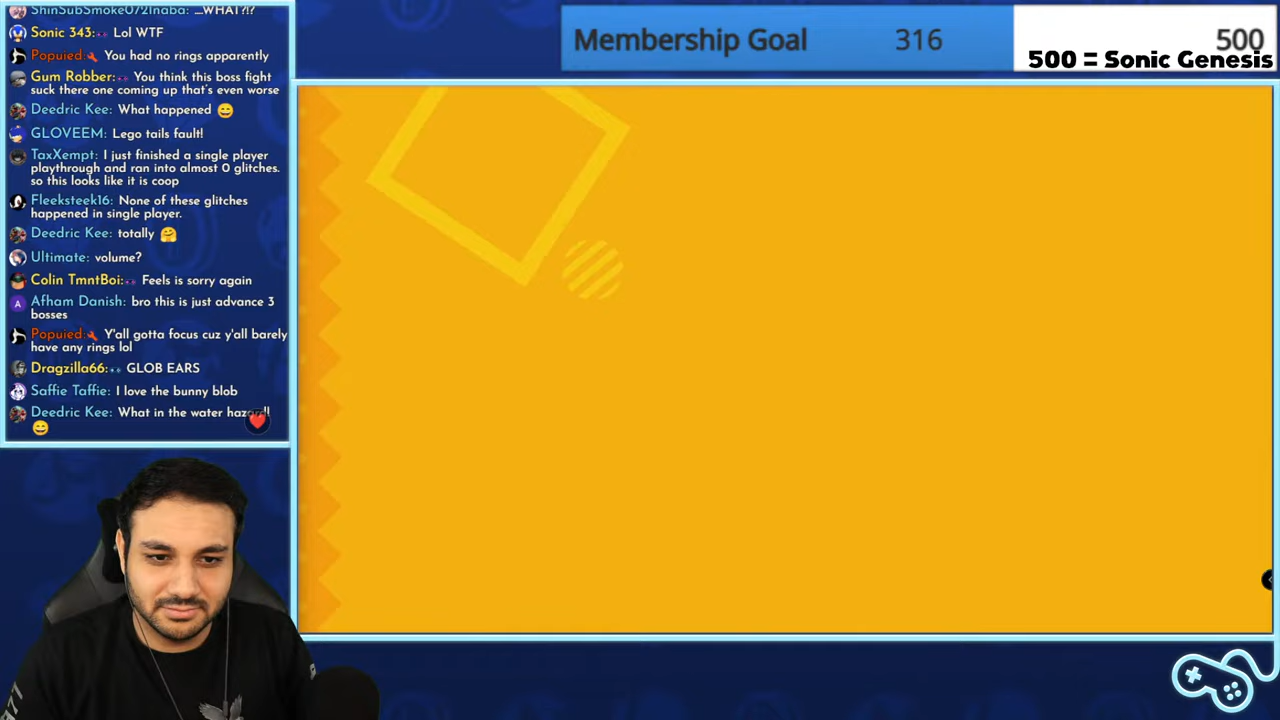 ShinSubSmoke0721naba: ....WHAT?!?
Sonic 343: Lol WTF
Popuied: You had no rings apparently
Gum Robber: You think this boss fight
suck there one coming up that's even worse
Deedric Kee: What happened 😄
GLOVEEM: Lego tails fault!
TaxXempt: I just finished a single player
playthrough and ran into almost 0 glitches.
so this looks like it is coop
Fleeksteek16: None of these glitches
happened in single player.
Deedric Kee: totally 🤗
Ultimate: volume?
Colin TmntBoi: Feels is sorry again
A Afham Danish: bro this is just advance 3
bosses
Popuied: Y'all gotta focus cuz y'all barely
have any rings lol
Dragzilla66: GLOB EARS
Saffie Taffie: I love the bunny blob
Deedric Kee: What in the water
😄
Membership Goal 316 500
500 = Sonic Genesis